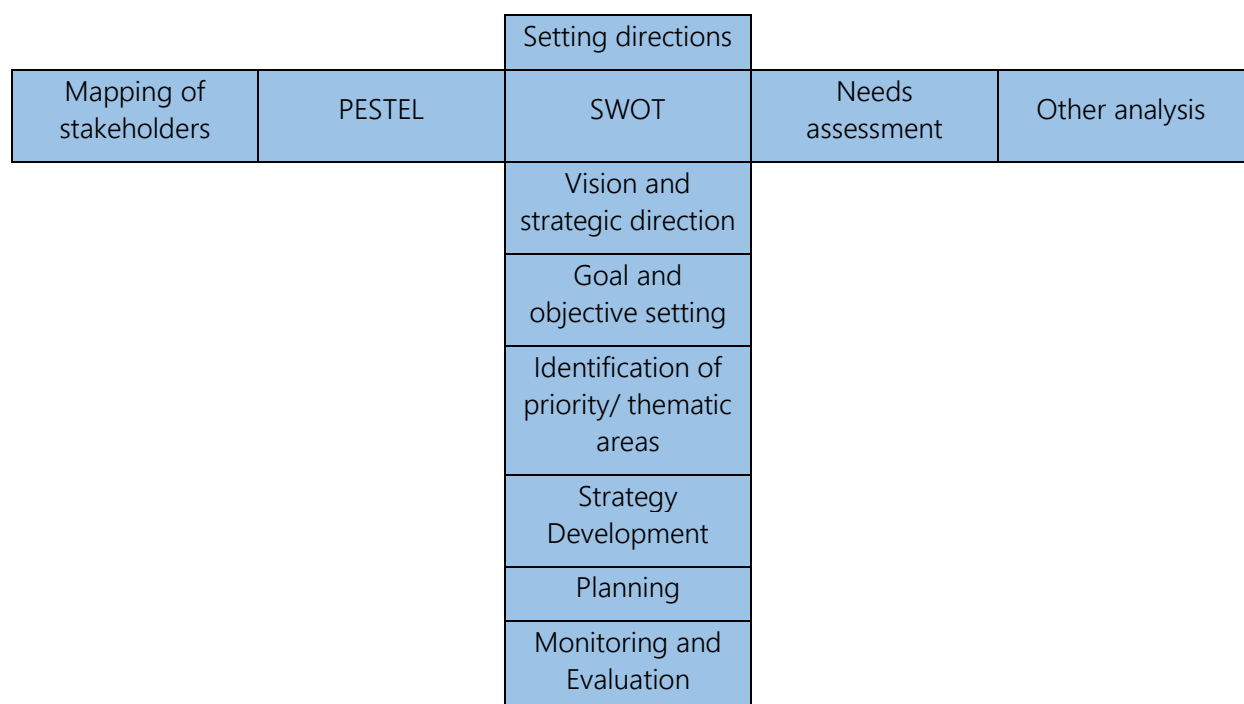 Setting directions
Mapping of
stakeholders
PESTEL
SWOT
Needs
assessment
Other analysis
Vision and
strategic direction
Goal and
objective setting
Identification of
priority/ thematic
areas
Strategy
Development
Planning
Monitoring and
Evaluation